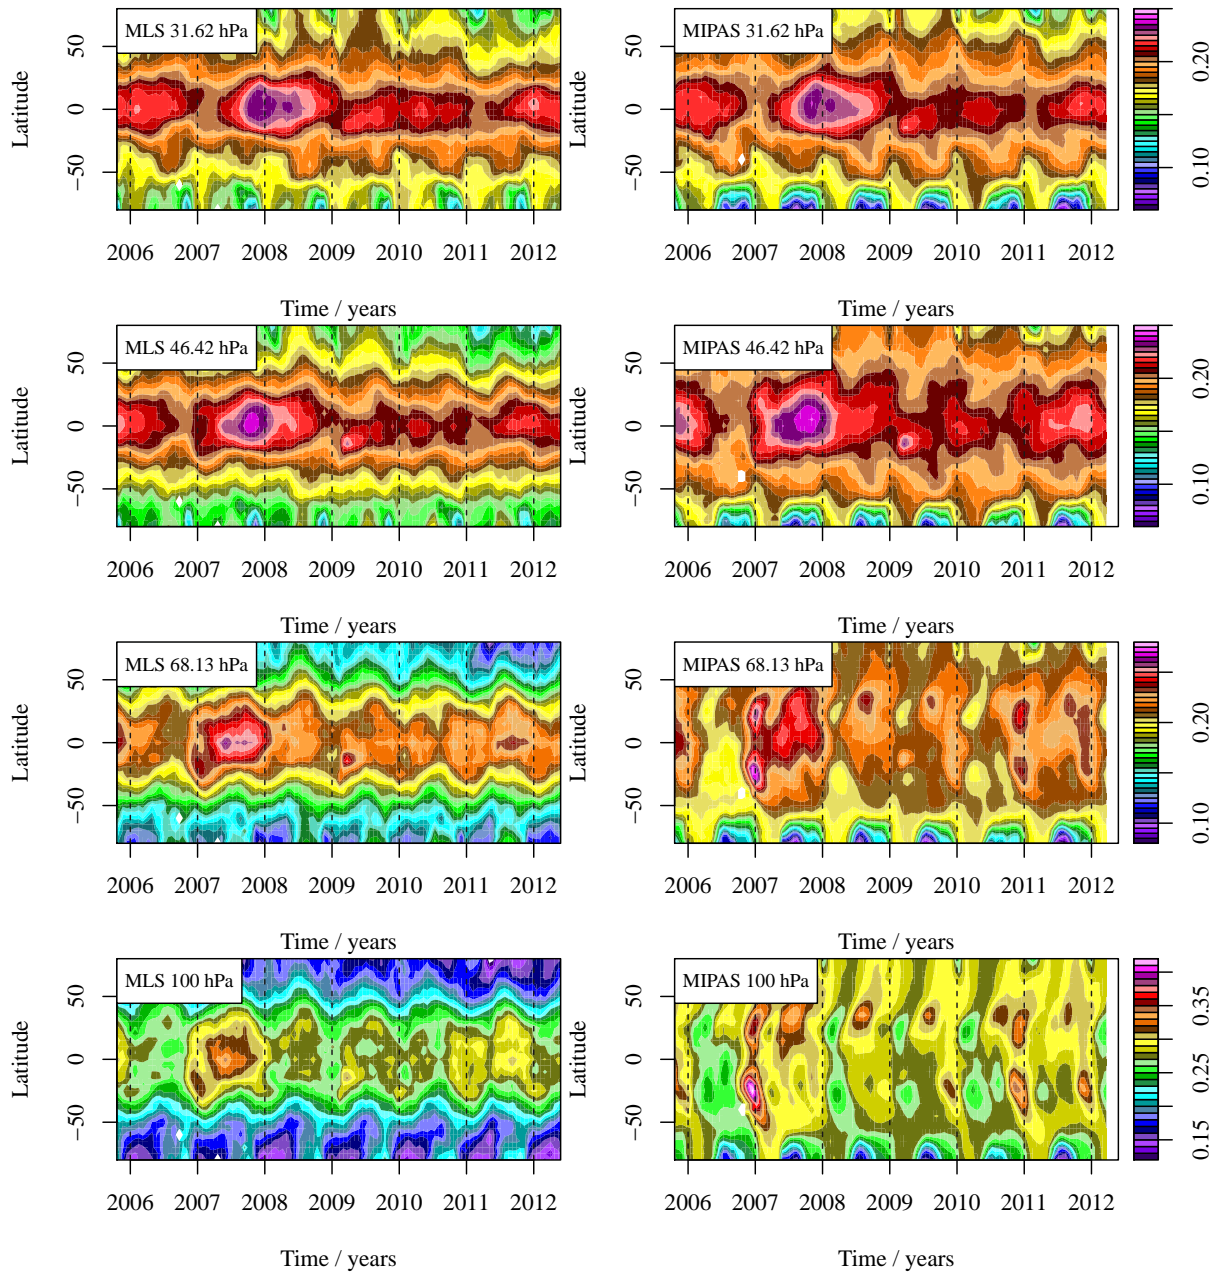 MLS 31.62 hPa
MIPAS 31.62 hPa
Latitude
50
0
−50
2006 2007 2008 2009 2010 2011 2012
Time / years
Latitude
50
0
−50
2006 2007 2008 2009 2010 2011 2012
Time / years
0.20
0.10
MLS 46.42 hPa
MIPAS 46.42 hPa
Latitude
50
0
−50
2006 2007 2008 2009 2010 2011 2012
Time / years
Latitude
50
0
−50
2006 2007 2008 2009 2010 2011 2012
Time / years
0.20
0.10
MLS 68.13 hPa
MIPAS 68.13 hPa
Latitude
50
0
−50
2006 2007 2008 2009 2010 2011 2012
Time / years
Latitude
50
0
−50
2006 2007 2008 2009 2010 2011 2012
Time / years
0.20
0.10
MLS 100 hPa
MIPAS 100 hPa
Latitude
50
0
−50
2006 2007 2008 2009 2010 2011 2012
Time / years
Latitude
50
0
−50
2006 2007 2008 2009 2010 2011 2012
Time / years
0.35
0.25
0.15